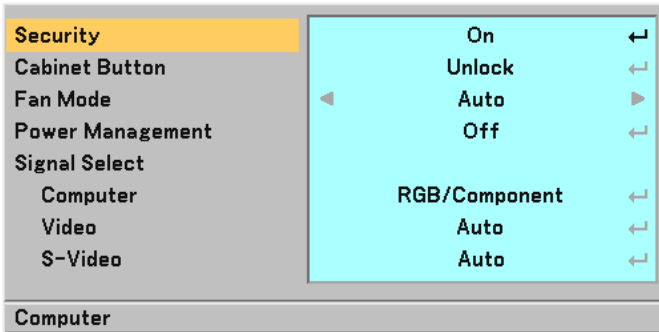 Security On
Cabinet Button Unlock
Fan Mode Auto
Power Management Off
Signal Select
Computer RGB/Component
Video Auto
S-Video Auto
Computer